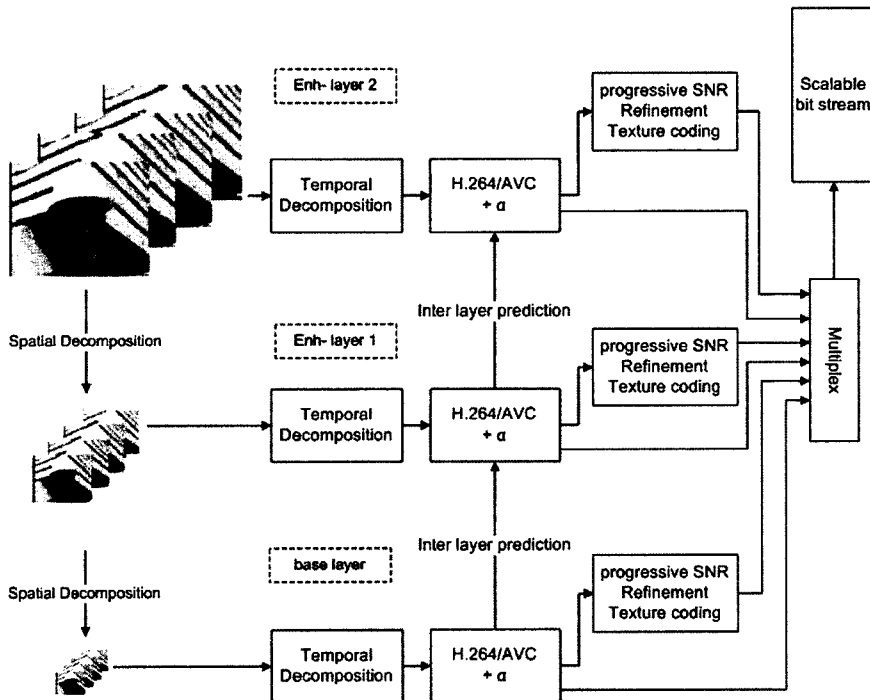 Enh- layer 2
progressive SNR
Refinement
Texture coding
Scalable
bit stream
Temporal
Decomposition
H.264/AVC
+ α
Inter layer prediction
Spatial Decomposition
Enh- layer 1
progressive SNR
Refinement
Texture coding
Multiplex
Temporal
Decomposition
H.264/AVC
+ α
Inter layer prediction
base layer
Spatial Decomposition
progressive SNR
Refinement
Texture coding
Temporal
Decomposition
H.264/AVC
+ α